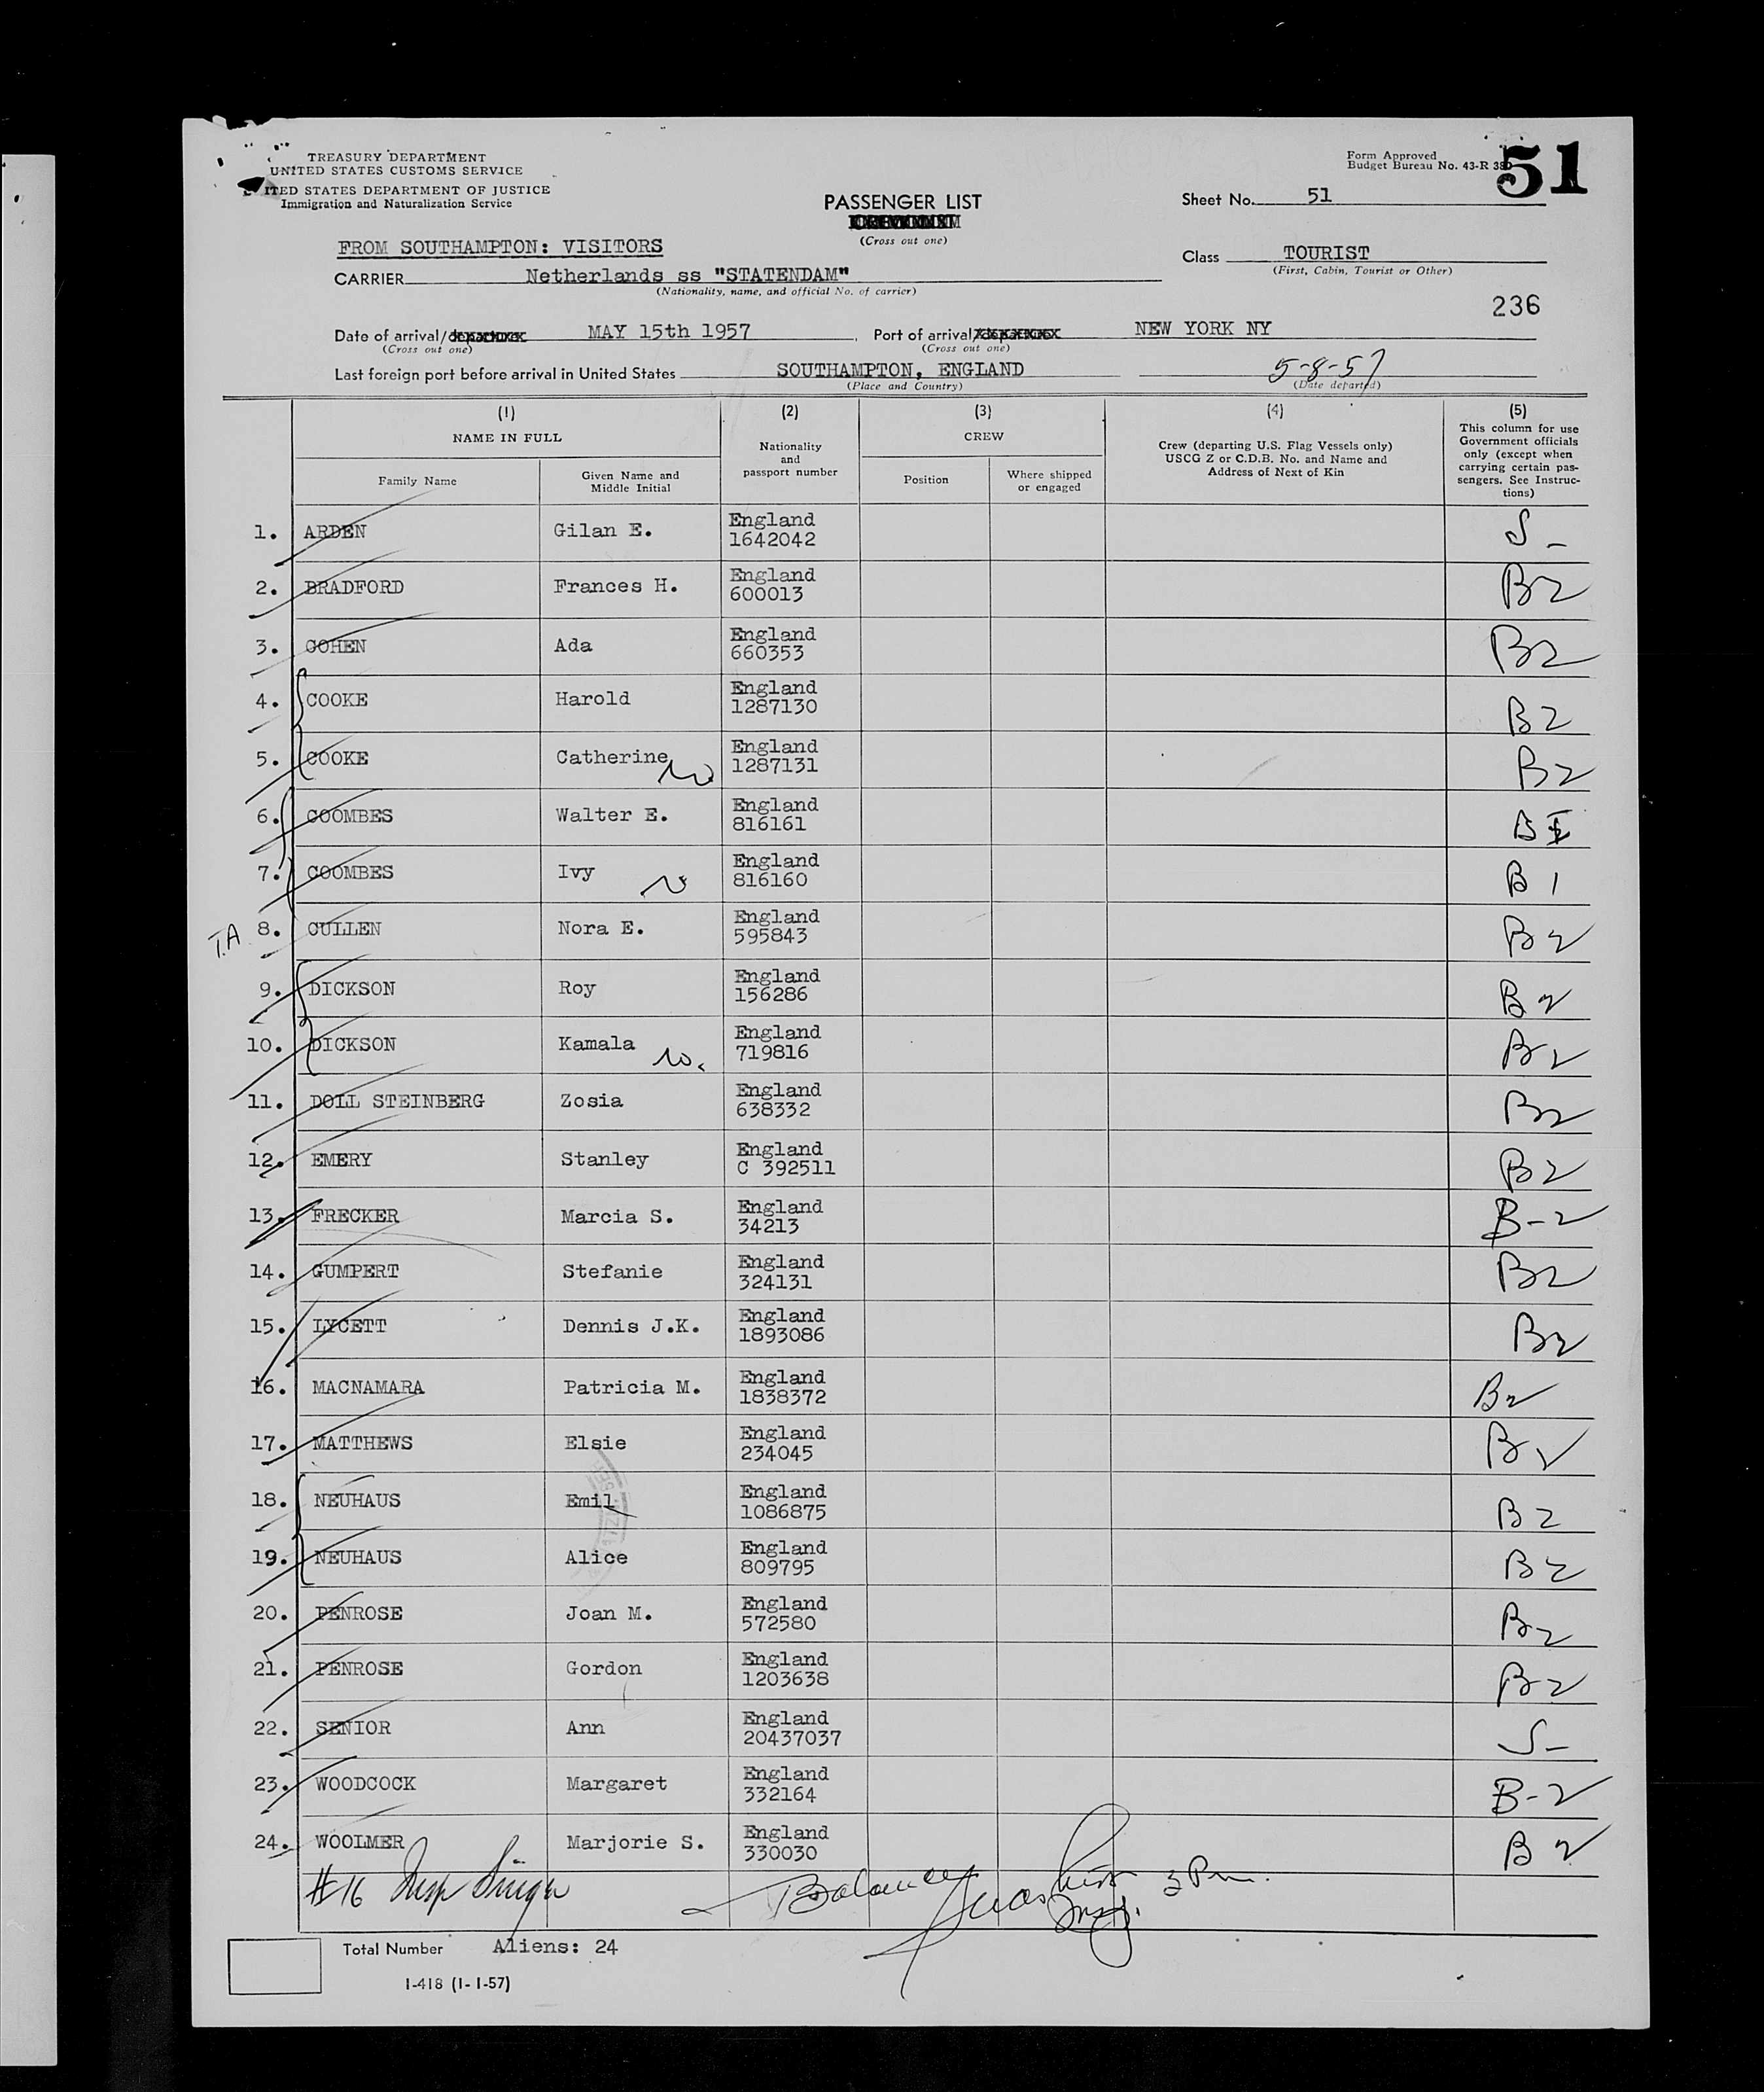 TREASURY DEPARTMENT
UNITED STATES CUSTOMS SERVICE
ITED STATES DEPARTMENT OF JUSTICE
Immigration and Naturalization Service
Form Approved
Budget Bureau No. 43-R
51
PASSENGER LIST
(Cross out one)
Sheet No. 51
FROM SOUTHAMPTON: VISITORS
Class TOURIST
(First, Cabin, Tourist or Other)
CARRIER Netherlands ss "STATENDAM"
(Nationality, name, and official No. of carrier)
236
Date of arrival/ MAY 15th 1957 Port of arrival/ NEW YORK NY
(Cross out one) (Cross out one)
Last foreign port before arrival in United States SOUTHAMPTON, ENGLAND 5-8-57
(Place and Country) (Date departed)
(1) (2) (3) (4) (5)
NAME IN FULL
Family Name
Given Name and Middle Initial
Nationality and passport number
CREW
Position
Where shipped or engaged
Crew (departing U.S. Flag Vessels only)
USCG Z or C.D.B. No. and Name and
Address of Next of Kin
This column for use
Government officials
only (except when
carrying certain pas-
sengers. See Instruc-
tions)
1. ARDEN Gilan E. England 1642042 S -
2. BRADFORD Frances H. England 600013 B2
3. COHEN Ada England 660353 B2
4. COOKE Harold England 1287130 B2
5. COOKE Catherine England 1287131 B2
6. COOMBES Walter E. England 816161
7. COOMBES Ivy England 816160 B 1
T.A 8. CULLEN Nora E. England 595843 B2
9. DICKSON Roy England 156286 B2
10. DICKSON Kamala England 719816 B2
11. DOLL STEINBERG Zosia England 638332 B2
12. EMERY Stanley England C 392511 B2
13. FRECKER Marcia S. England 34213 B-2
14. GUMPERT Stefanie England 324131 B2
15. LYCETT Dennis J.K. England 1893086 B2
16. MACNAMARA Patricia M. England 1838372 B2
17. MATTHEWS Elsie England 234045 B2
18. NEUHAUS Emil England 1086875 B2
19. NEUHAUS Alice England 809795 B2
20. PENROSE Joan M. England 572580 B2
21. PENROSE Gordon England 1203638 B2
22. SENIOR Ann England 20437037 S-
23. WOODCOCK Margaret England 332164 B-2
24. WOOLMER Marjorie S. England 330030 B2
#16 Insp Balance 3 Pm.
Total Number Aliens: 24
I-418 (1-1-57)